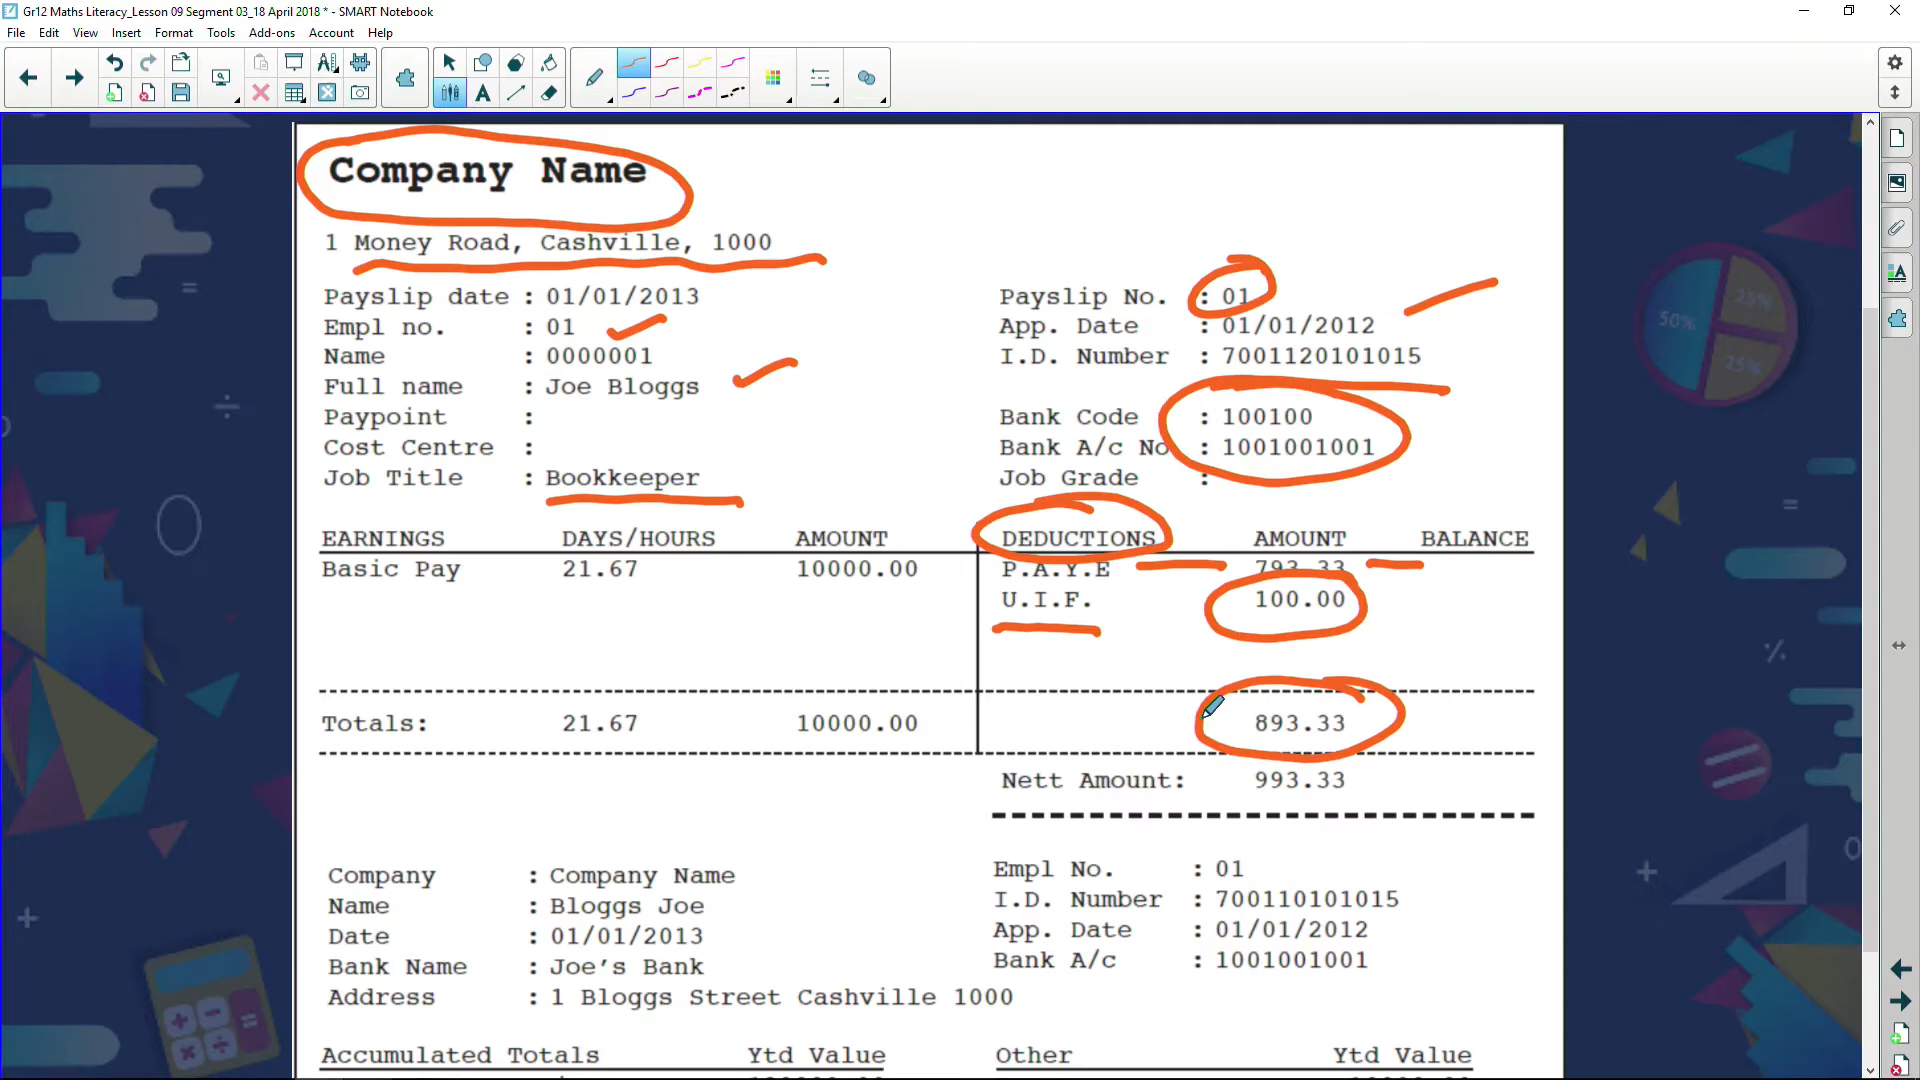 Gr12 Maths Literacy_Lesson 09 Segment 03_18 April 2018 * - SMART Notebook
File Edit View Insert Format Tools Add-ons Account Help
Company Name
1 Money Road, Cashville, 1000
Payslip date : 01/01/2013 Payslip No. : 01
Empl no. : 01 App. Date : 01/01/2012
Name : 0000001 I.D. Number : 7001120101015
Full name : Joe Bloggs
Paypoint : Bank Code : 100100
Cost Centre : Bank A/c No : 1001001001
Job Title : Bookkeeper Job Grade :
EARNINGS DAYS/HOURS AMOUNT DEDUCTIONS AMOUNT BALANCE
Basic Pay 21.67 10000.00 P.A.Y.E 793.33
U.I.F. 100.00
Totals: 21.67 10000.00 893.33
Nett Amount: 993.33
Company : Company Name Empl No. : 01
Name : Bloggs Joe I.D. Number : 700110101015
Date : 01/01/2013 App. Date : 01/01/2012
Bank Name : Joe’s Bank Bank A/c : 1001001001
Address : 1 Bloggs Street Cashville 1000
Accumulated Totals Ytd Value Other Ytd Value
50%
25%
25%